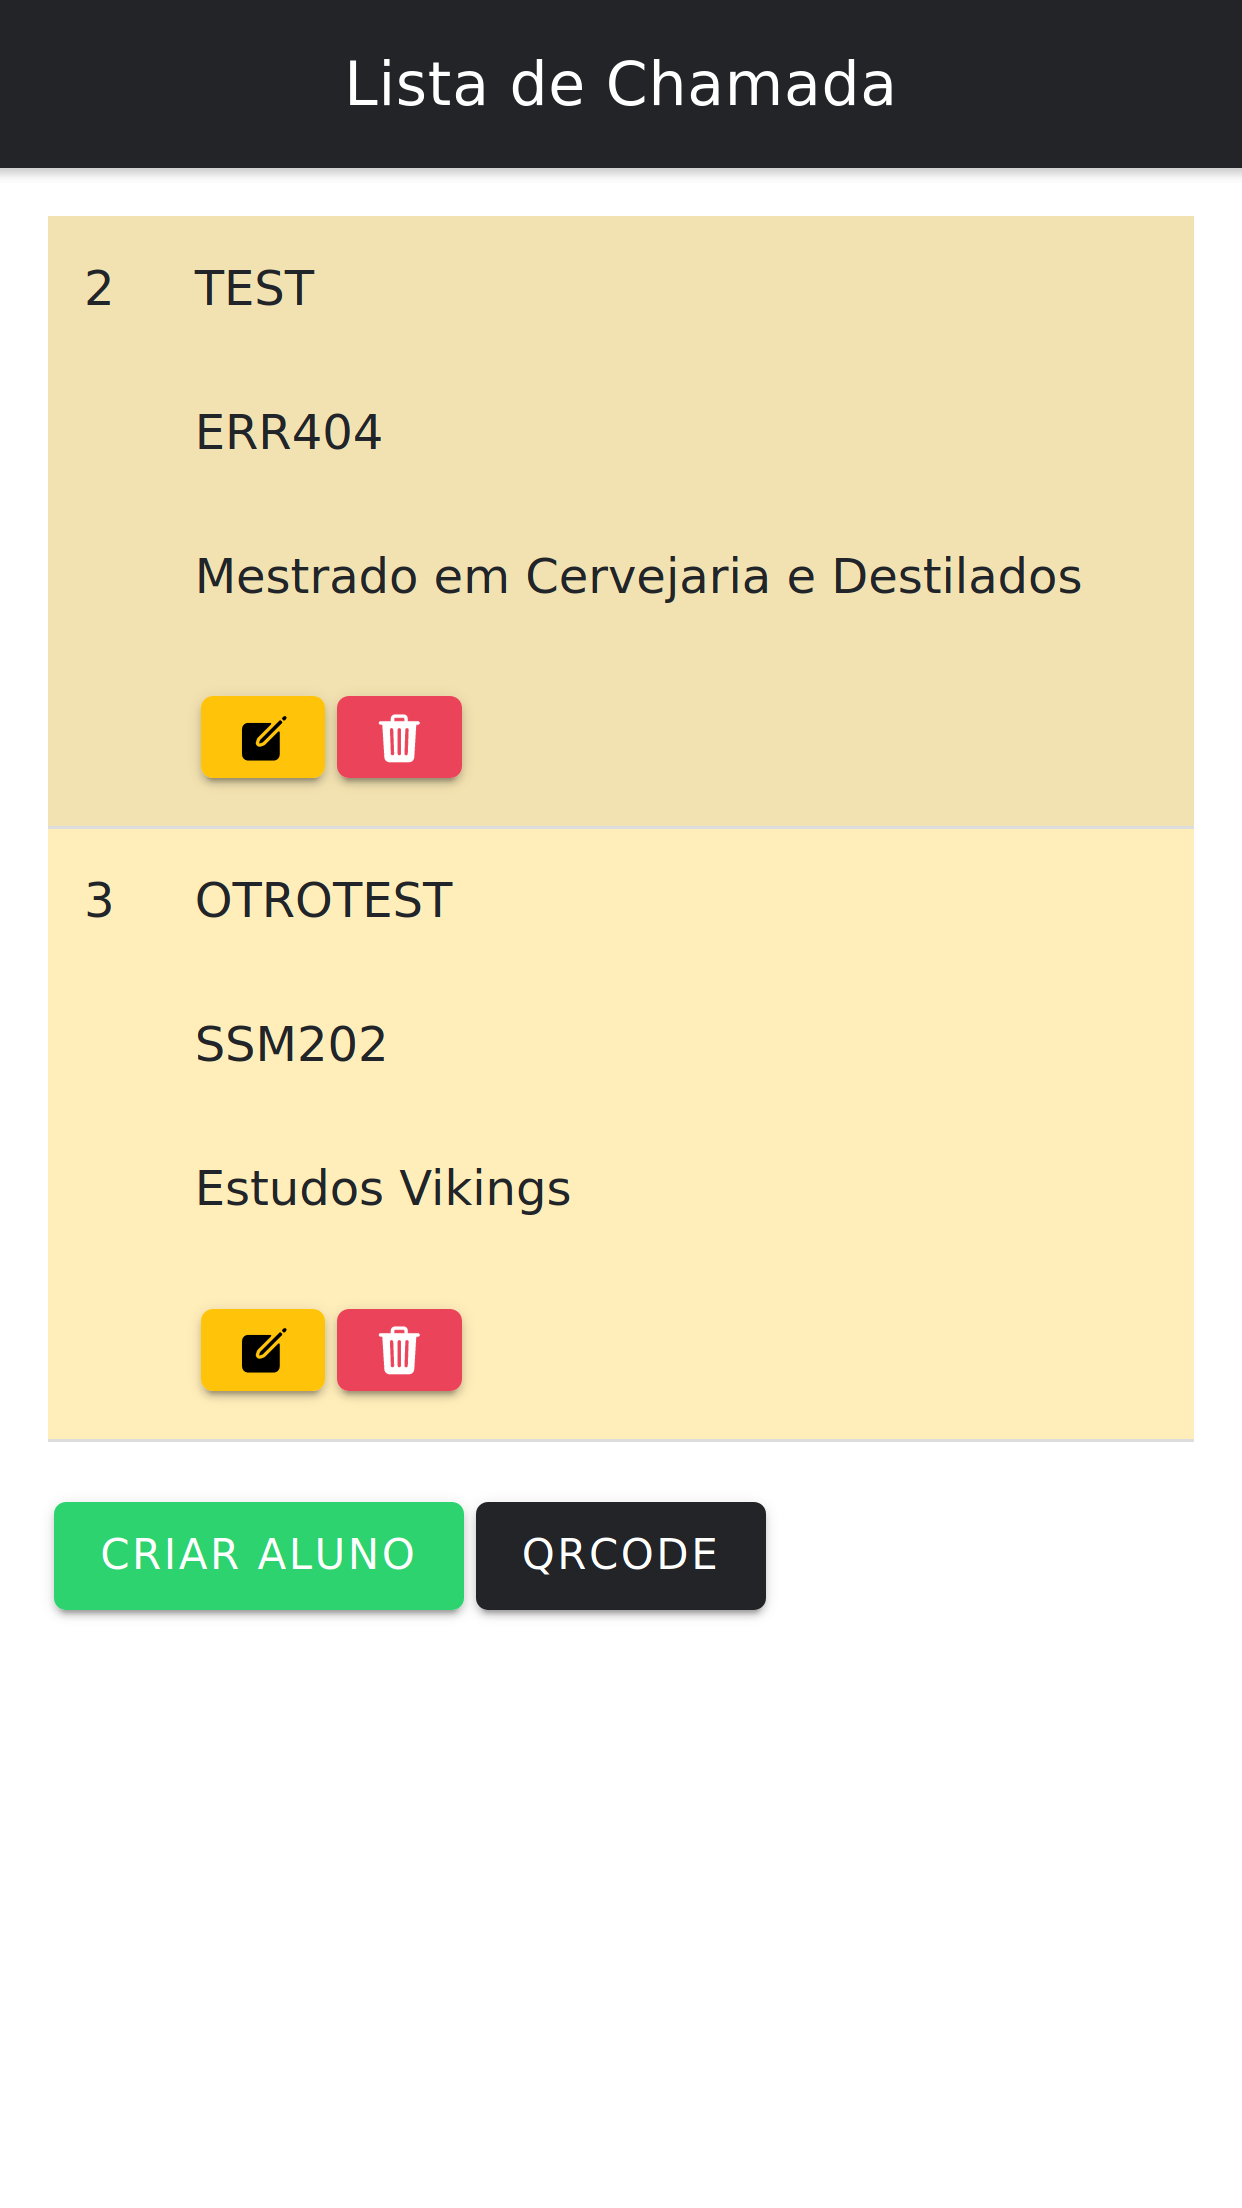 Lista de Chamada
2 TEST
ERR404
Mestrado em Cervejaria e Destilados
3 OTROTEST
SSM202
Estudos Vikings
CRIAR ALUNO QRCODE